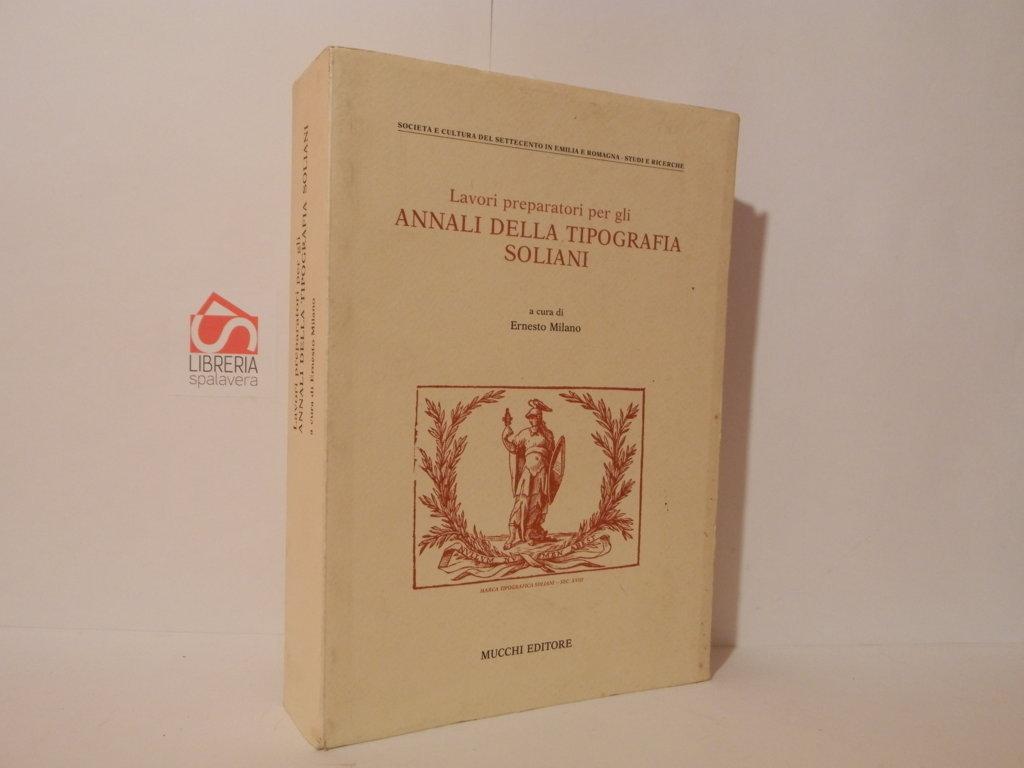 SOCIETÀ E CULTURA DEL SETTECENTO IN EMILIA E ROMAGNA - STUDI E RICERCHE
Lavori preparatori per gli
ANNALI DELLA TIPOGRAFIA
SOLIANI
a cura di
Ernesto Milano
MARCA TIPOGRAFICA SOLIANI - SEC. XVIII
MUCCHI EDITORE
Lavori preparatori per gli
ANNALI DELLA TIPOGRAFIA SOLIANI
a cura di Ernesto Milano
LIBRERIA
spalavera